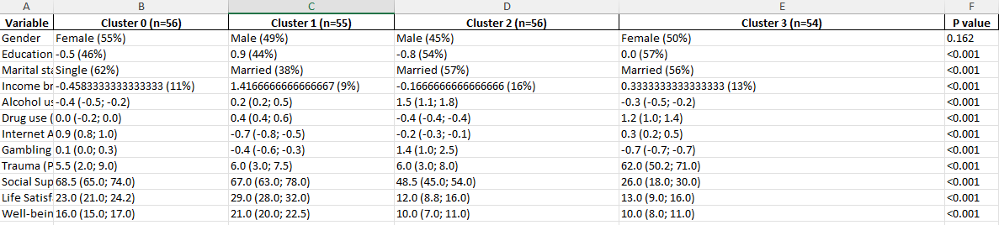 A B C D E F
Variable Cluster 0 (n=56) Cluster 1 (n=55) Cluster 2 (n=56) Cluster 3 (n=54) P value
Gender Female (55%) Male (49%) Male (45%) Female (50%) 0.162
Education -0.5 (46%) 0.9 (44%) -0.8 (54%) 0.0 (57%) <0.001
Marital sta Single (62%) Married (38%) Married (57%) Married (56%) <0.001
Income br -0.4583333333333333 (11%) 1.4166666666666667 (9%) -0.1666666666666666 (16%) 0.3333333333333333 (13%) <0.001
Alcohol us -0.4 (-0.5; -0.2) 0.2 (0.2; 0.5) 1.5 (1.1; 1.8) -0.3 (-0.5; -0.2) <0.001
Drug use ( 0.0 (-0.2; 0.0) 0.4 (0.4; 0.6) -0.4 (-0.4; -0.4) 1.2 (1.0; 1.4) <0.001
Internet A 0.9 (0.8; 1.0) -0.7 (-0.8; -0.5) -0.2 (-0.3; -0.1) 0.3 (0.2; 0.5) <0.001
Gambling 0.1 (0.0; 0.3) -0.4 (-0.6; -0.3) 1.4 (1.0; 2.5) -0.7 (-0.7; -0.7) <0.001
Trauma (P 5.5 (2.0; 9.0) 6.0 (3.0; 7.5) 6.0 (3.0; 8.0) 62.0 (50.2; 71.0) <0.001
Social Sup 68.5 (65.0; 74.0) 67.0 (63.0; 78.0) 48.5 (45.0; 54.0) 26.0 (18.0; 30.0) <0.001
Life Satisf 23.0 (21.0; 24.2) 29.0 (28.0; 32.0) 12.0 (8.8; 16.0) 13.0 (9.0; 16.0) <0.001
Well-bein 16.0 (15.0; 17.0) 21.0 (20.0; 22.5) 10.0 (7.0; 11.0) 10.0 (8.0; 11.0) <0.001